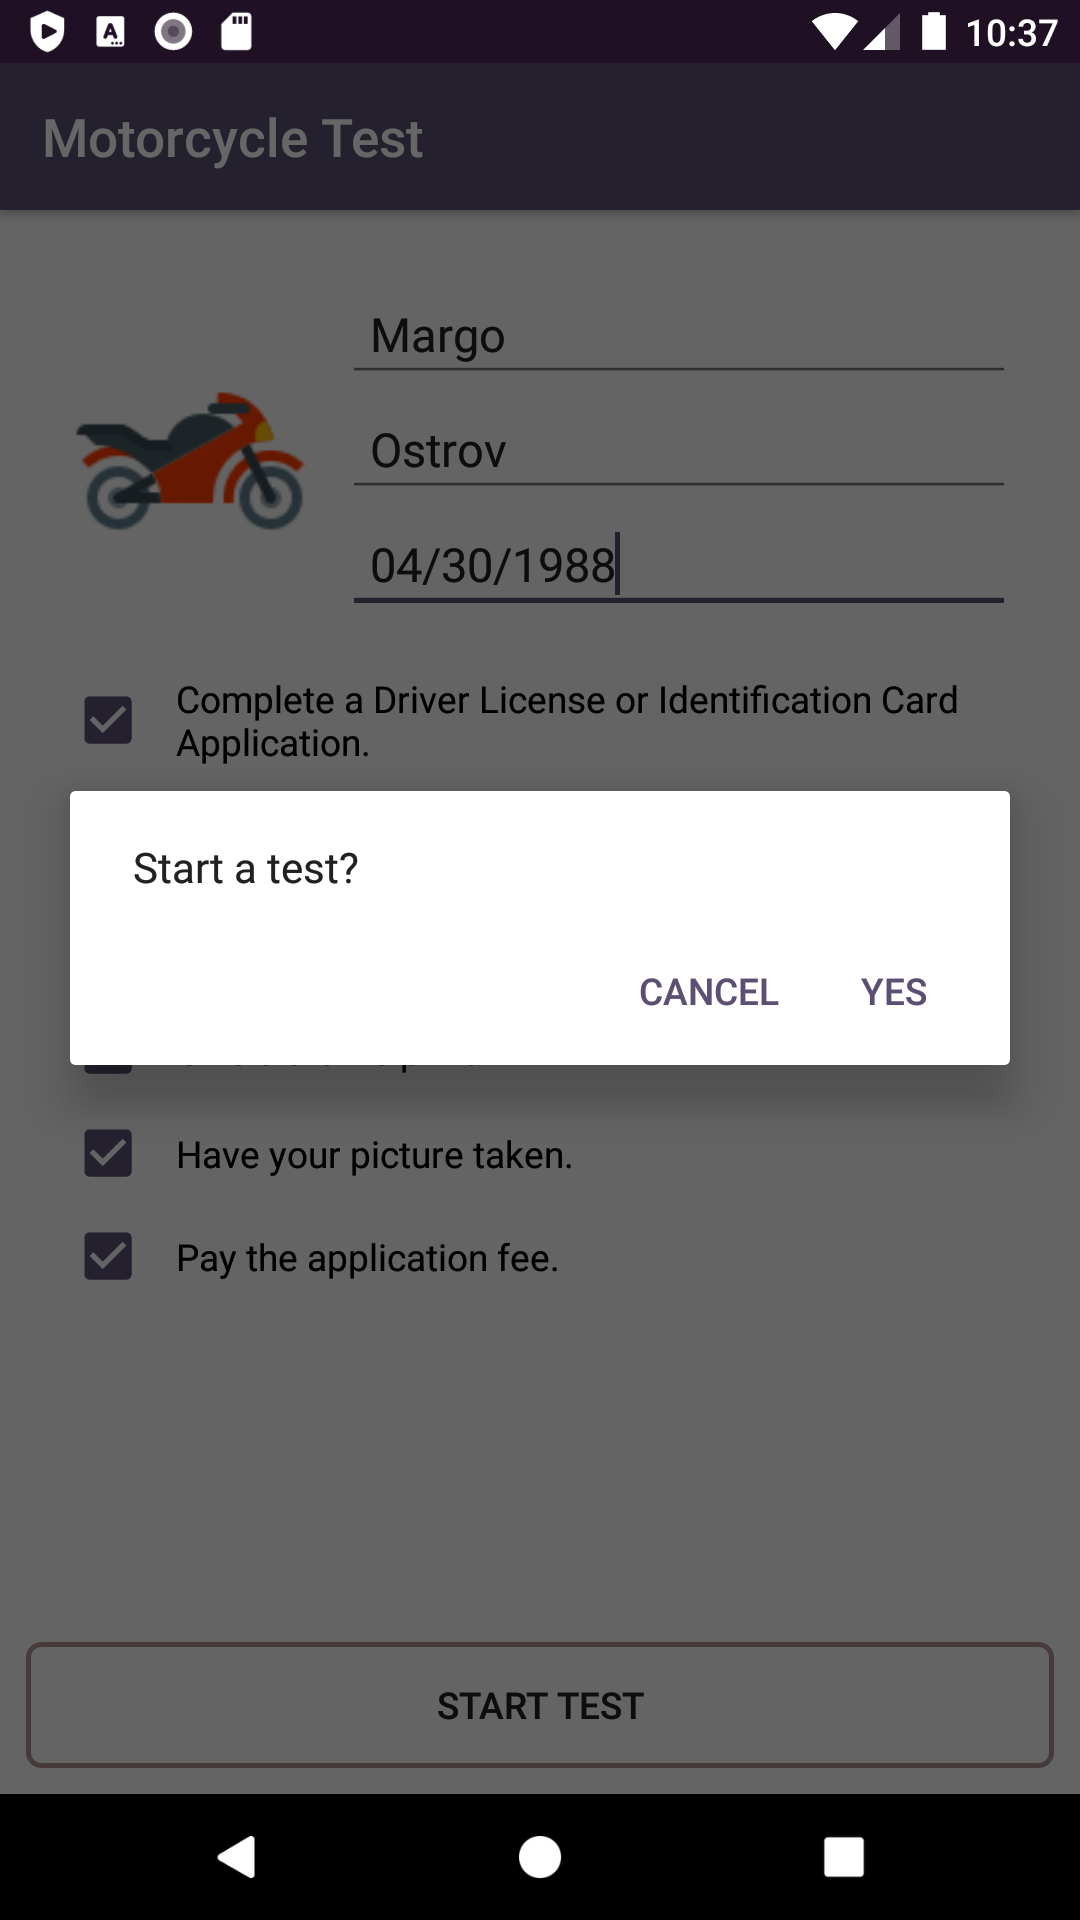 10:37
Motorcycle Test
Margo
Ostrov
04/30/1988
Complete a Driver License or Identification Card
Application.
Start a test?
CANCEL YES
Have your picture taken.
Pay the application fee.
START TEST